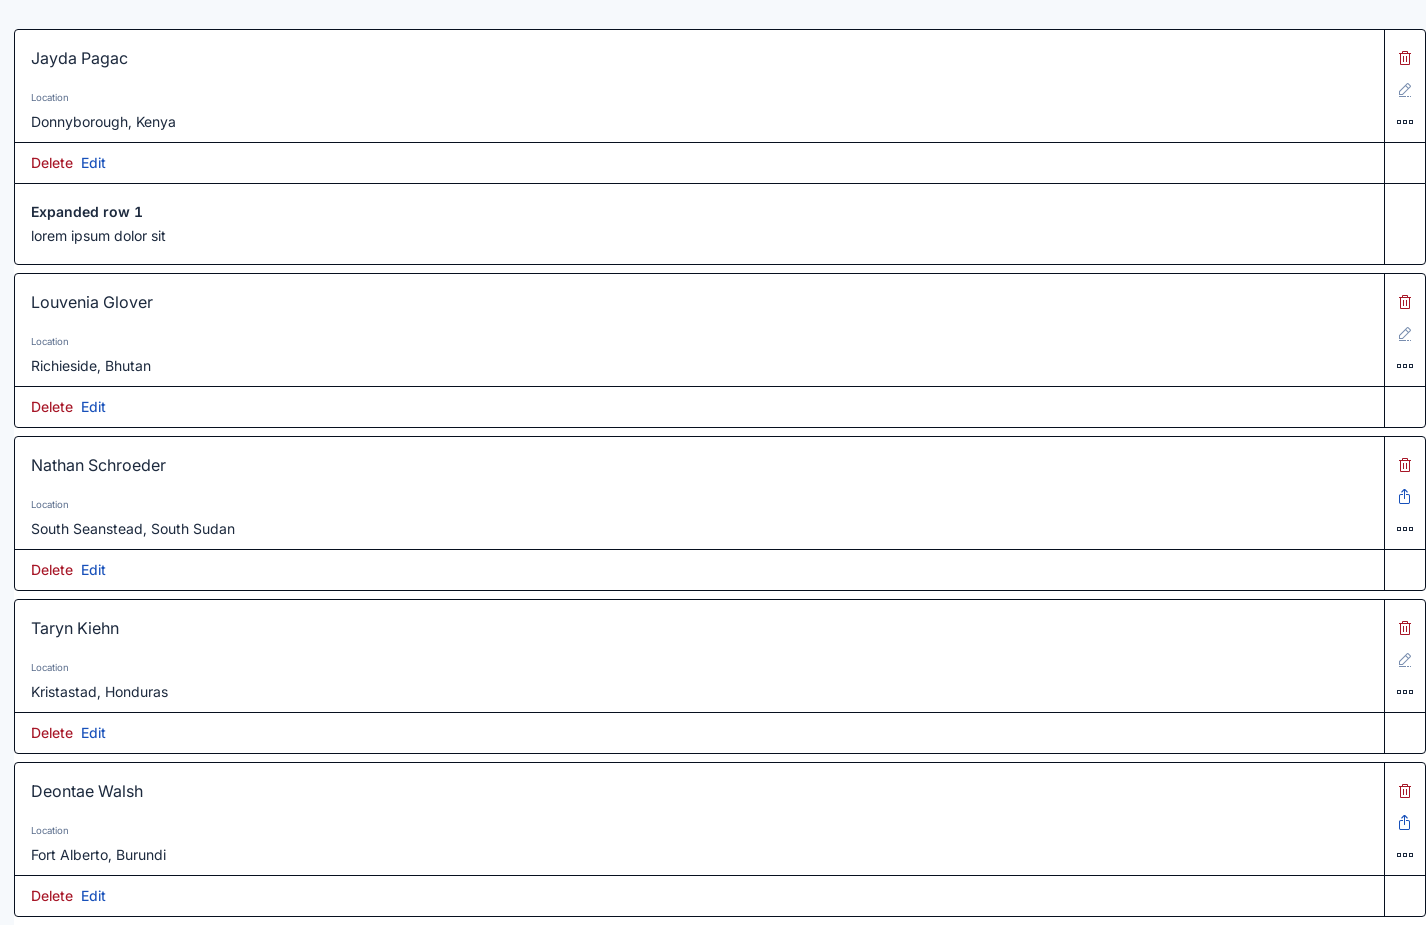 Jayda Pagac
Location
Donnyborough, Kenya
Delete Edit
Expanded row 1
lorem ipsum dolor sit
Louvenia Glover
Location
Richieside, Bhutan
Delete Edit
Nathan Schroeder
Location
South Seanstead, South Sudan
Delete Edit
Taryn Kiehn
Location
Kristastad, Honduras
Delete Edit
Deontae Walsh
Location
Fort Alberto, Burundi
Delete Edit